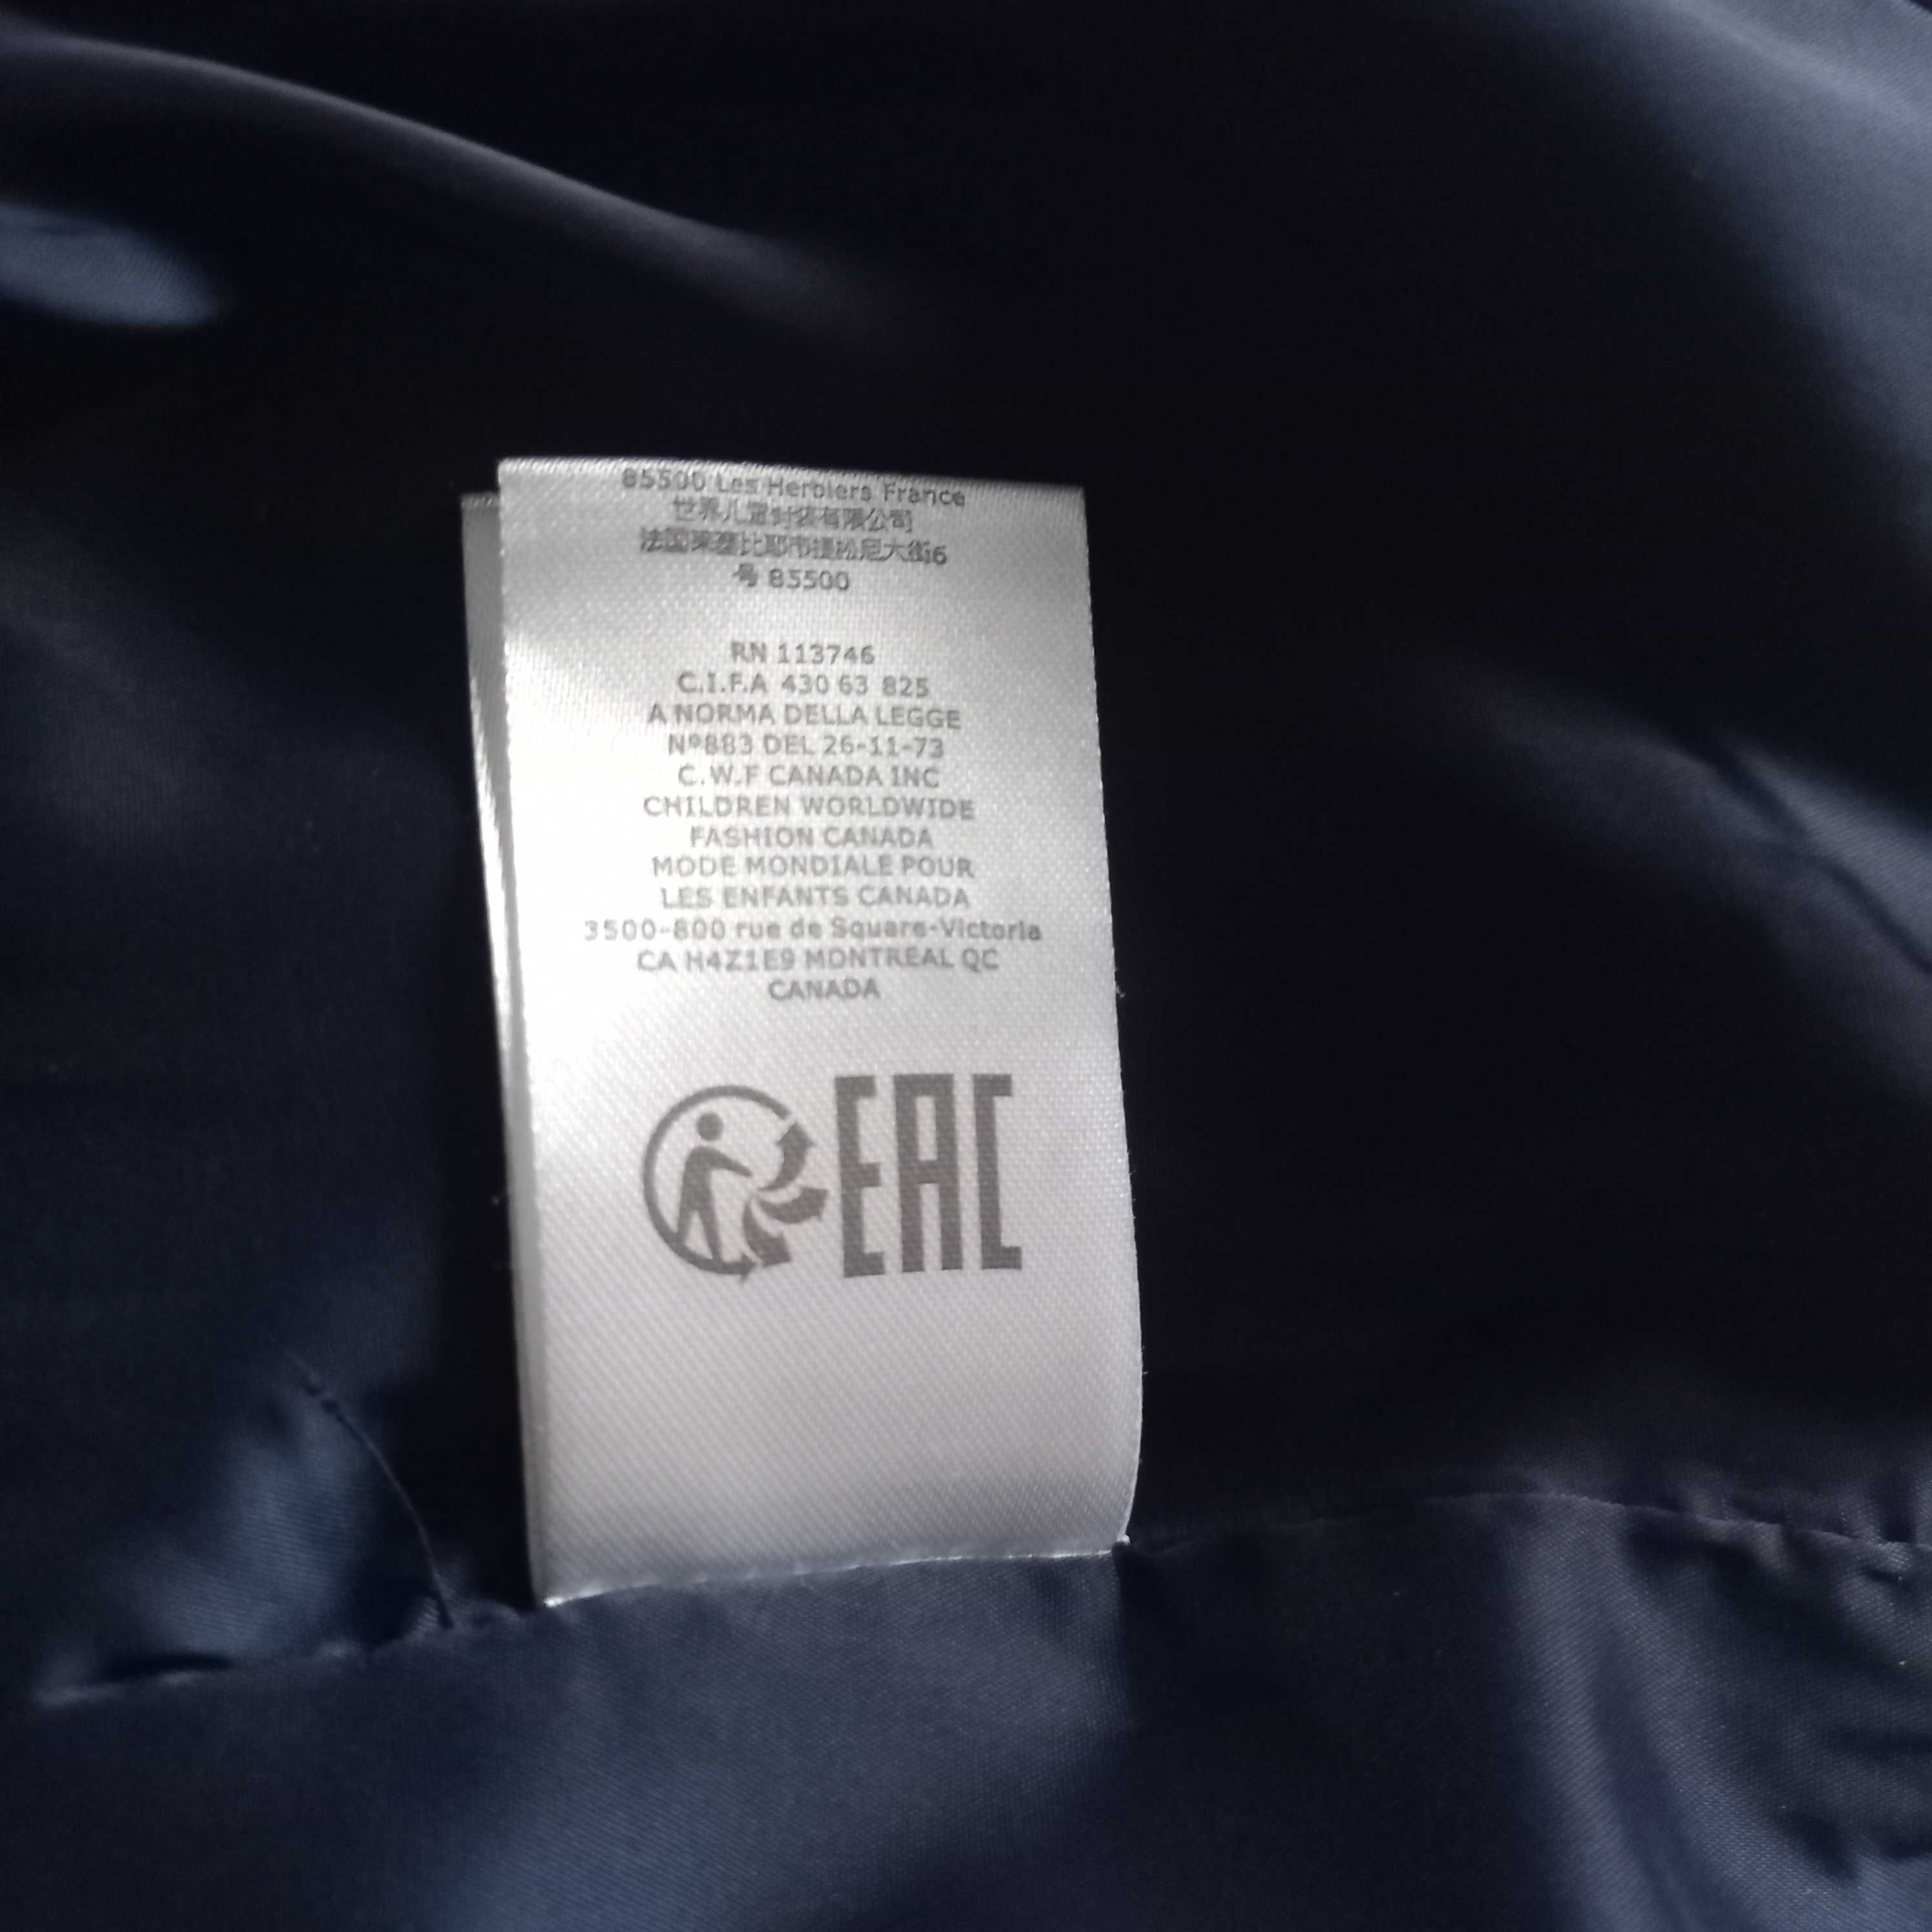 85500 Les Herbiers France
世界儿童时装有限公司
法国莱塞比耶市提松尼大街6
号 85500
RN 113746
C.I.F.A 430 63 825
A NORMA DELLA LEGGE
Nº883 DEL 26-11-73
C.W.F CANADA INC
CHILDREN WORLDWIDE
FASHION CANADA
MODE MONDIALE POUR
LES ENFANTS CANADA
3500-800 rue de Square-Victoria
CA H4Z1E9 MONTREAL QC
CANADA
EAC